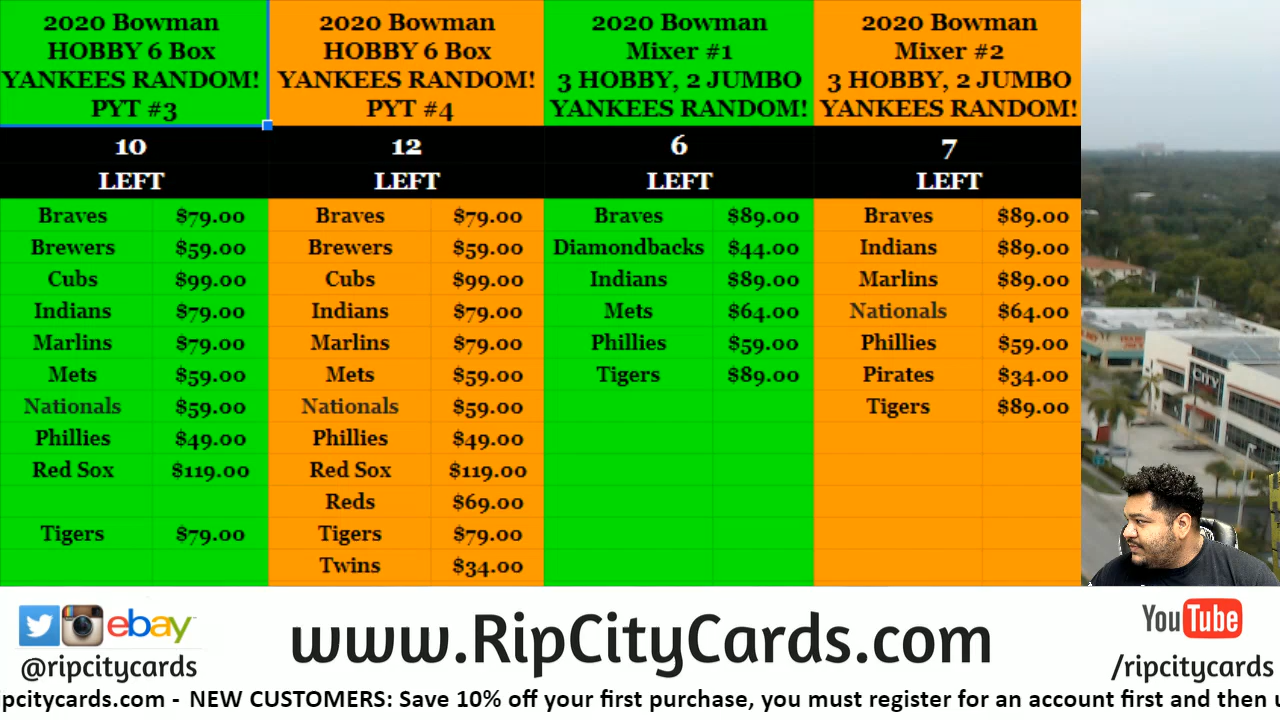 2020 Bowman
HOBBY 6 Box
YANKEES RANDOM!
PYT #3
10
LEFT
Braves $79.00
Brewers $59.00
Cubs $99.00
Indians $79.00
Marlins $79.00
Mets $59.00
Nationals $59.00
Phillies $49.00
Red Sox $119.00
Tigers $79.00
2020 Bowman
HOBBY 6 Box
YANKEES RANDOM!
PYT #4
12
LEFT
Braves $79.00
Brewers $59.00
Cubs $99.00
Indians $79.00
Marlins $79.00
Mets $59.00
Nationals $59.00
Phillies $49.00
Red Sox $119.00
Reds $69.00
Tigers $79.00
Twins $34.00
2020 Bowman
Mixer #1
3 HOBBY, 2 JUMBO
YANKEES RANDOM!
6
LEFT
Braves $89.00
Diamondbacks $44.00
Indians $89.00
Mets $64.00
Phillies $59.00
Tigers $89.00
2020 Bowman
Mixer #2
3 HOBBY, 2 JUMBO
YANKEES RANDOM!
7
LEFT
Braves $89.00
Indians $89.00
Marlins $89.00
Nationals $64.00
Phillies $59.00
Pirates $34.00
Tigers $89.00
CITY
ebay
@ripcitycards
www.RipCityCards.com
YouTube
/ripcitycards
ipcitycards.com - NEW CUSTOMERS: Save 10% off your first purchase, you must register for an account first and then u